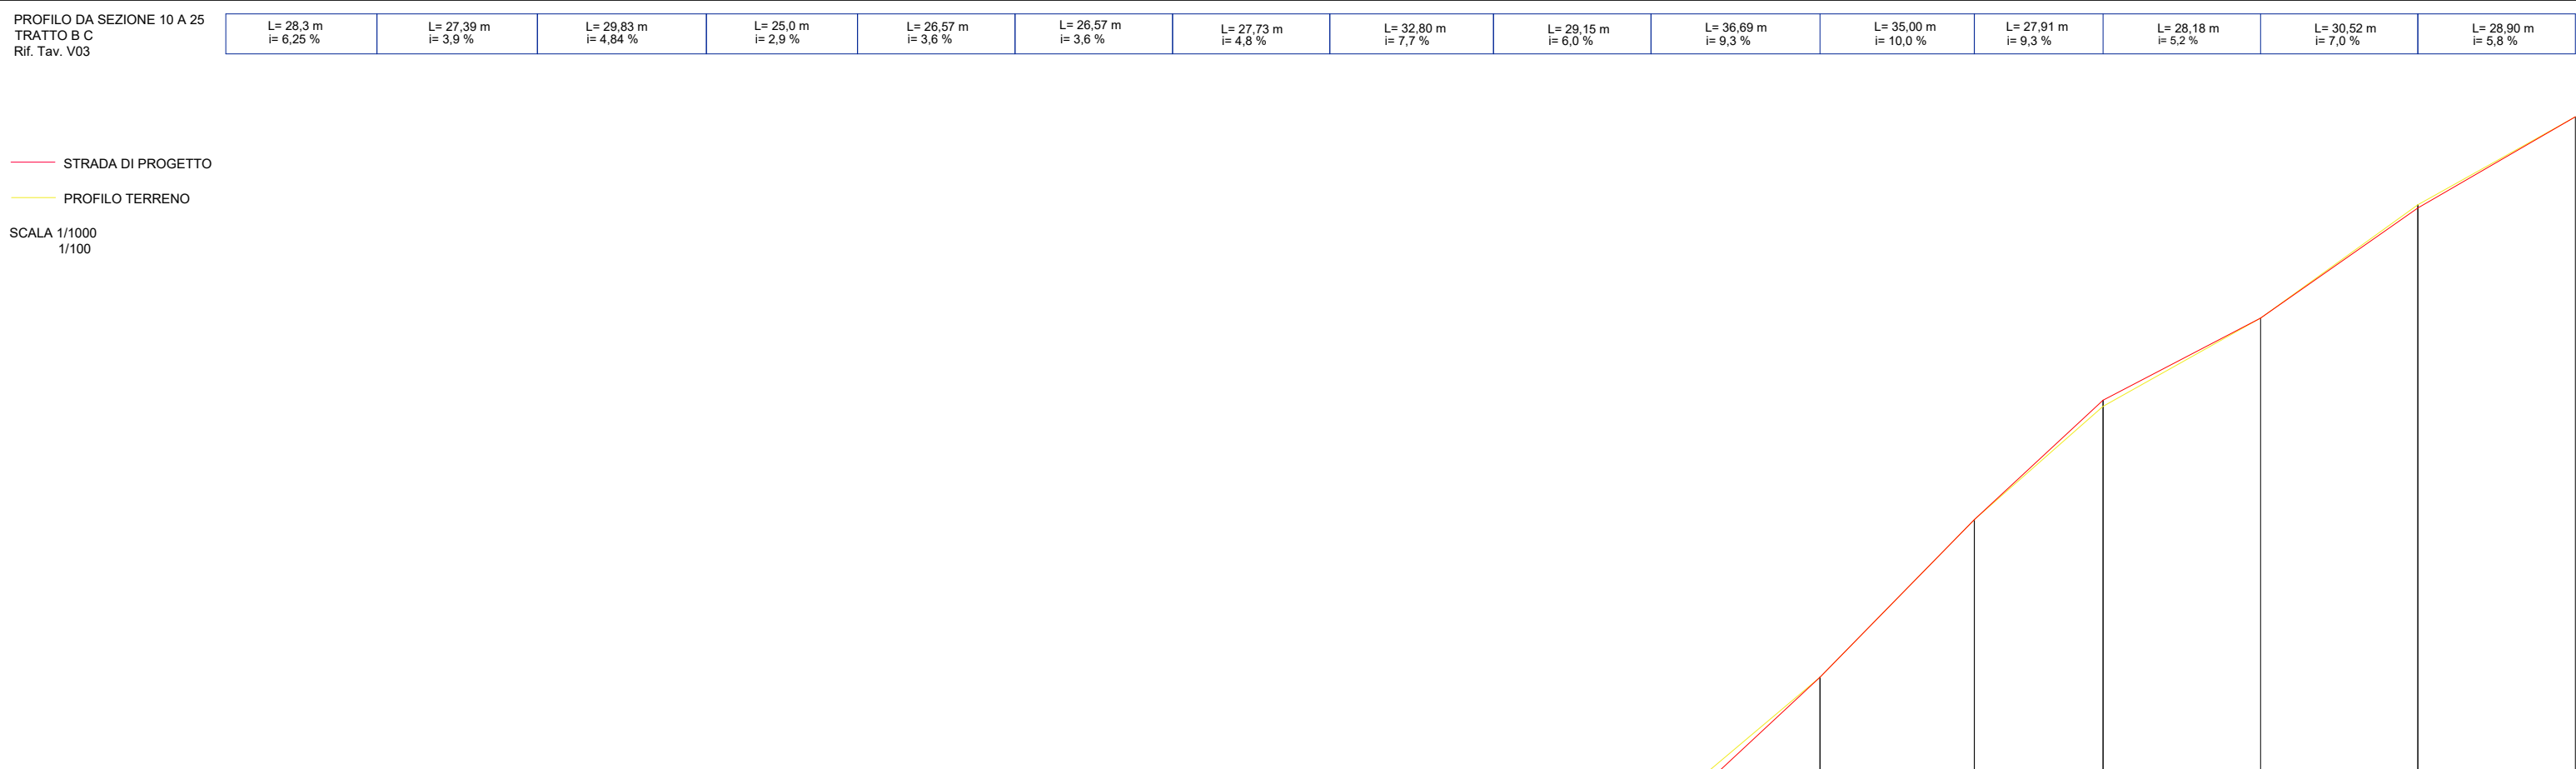 PROFILO DA SEZIONE 10 A 25
TRATTO B C
Rif. Tav. V03
L= 28,3 m
i= 6,25 %
L= 27,39 m
i= 3,9 %
L= 29,83 m
i= 4,84 %
L= 25,0 m
i= 2,9 %
L= 26,57 m
i= 3,6 %
L= 26,57 m
i= 3,6 %
L= 27,73 m
i= 4,8 %
L= 32,80 m
i= 7,7 %
L= 29,15 m
i= 6,0 %
L= 36,69 m
i= 9,3 %
L= 35,00 m
i= 10,0 %
L= 27,91 m
i= 9,3 %
L= 28,18 m
i= 5,2 %
L= 30,52 m
i= 7,0 %
L= 28,90 m
i= 5,8 %
STRADA DI PROGETTO
PROFILO TERRENO
SCALA 1/1000
1/100